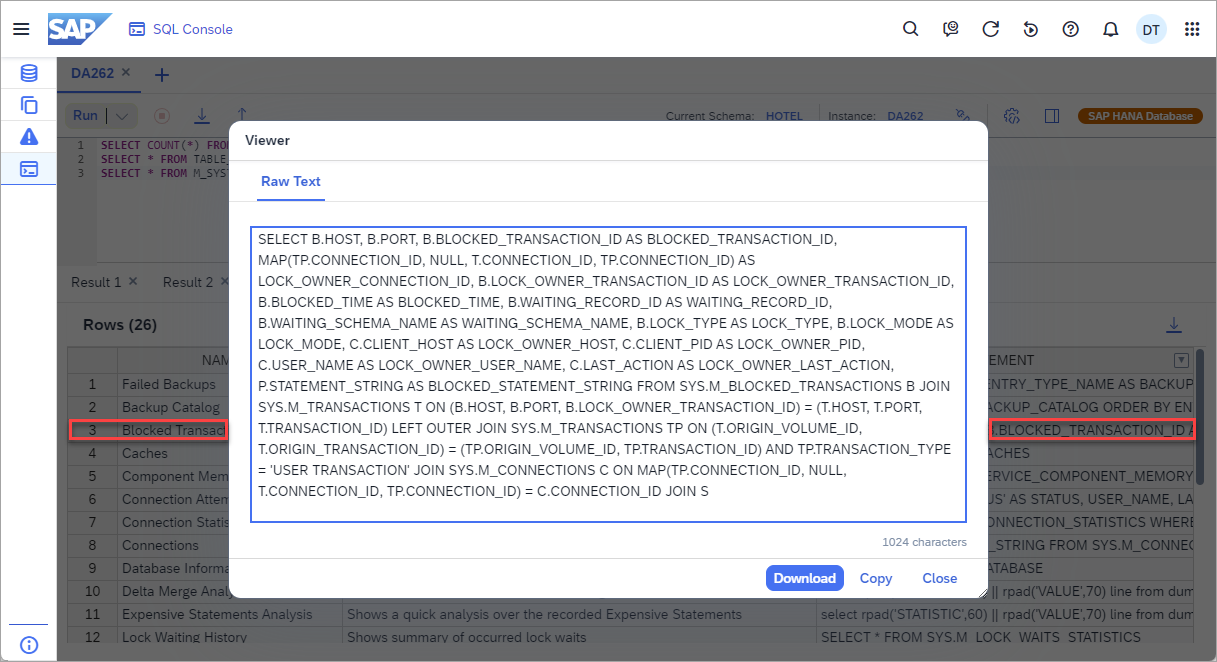 SAP SQL Console DT
DA262
Run Current Schema: HOTEL Instance: DA262 SAP HANA Database
1 SELECT COUNT(*) FRO
2 SELECT * FROM TABLE_
3 SELECT * FROM M_SYST
Viewer
Raw Text
SELECT B.HOST, B.PORT, B.BLOCKED_TRANSACTION_ID AS BLOCKED_TRANSACTION_ID,
MAP(TP.CONNECTION_ID, NULL, T.CONNECTION_ID, TP.CONNECTION_ID) AS
LOCK_OWNER_CONNECTION_ID, B.LOCK_OWNER_TRANSACTION_ID AS LOCK_OWNER_TRANSACTION_ID,
B.BLOCKED_TIME AS BLOCKED_TIME, B.WAITING_RECORD_ID AS WAITING_RECORD_ID,
B.WAITING_SCHEMA_NAME AS WAITING_SCHEMA_NAME, B.LOCK_TYPE AS LOCK_TYPE, B.LOCK_MODE AS
LOCK_MODE, C.CLIENT_HOST AS LOCK_OWNER_HOST, C.CLIENT_PID AS LOCK_OWNER_PID,
C.USER_NAME AS LOCK_OWNER_USER_NAME, C.LAST_ACTION AS LOCK_OWNER_LAST_ACTION,
P.STATEMENT_STRING AS BLOCKED_STATEMENT_STRING FROM SYS.M_BLOCKED_TRANSACTIONS B JOIN
SYS.M_TRANSACTIONS T ON (B.HOST, B.PORT, B.LOCK_OWNER_TRANSACTION_ID) = (T.HOST, T.PORT,
T.TRANSACTION_ID) LEFT OUTER JOIN SYS.M_TRANSACTIONS TP ON (T.ORIGIN_VOLUME_ID,
T.ORIGIN_TRANSACTION_ID) = (TP.ORIGIN_VOLUME_ID, TP.TRANSACTION_ID) AND TP.TRANSACTION_TYPE
= 'USER TRANSACTION' JOIN SYS.M_CONNECTIONS C ON MAP(TP.CONNECTION_ID, NULL,
T.CONNECTION_ID, TP.CONNECTION_ID) = C.CONNECTION_ID JOIN S
1024 characters
Download Copy Close
Result 1 Result 2
Rows (26)
NAM EMENT
1 Failed Backups ENTRY_TYPE_NAME AS BACKUP
2 Backup Catalog ACKUP_CATALOG ORDER BY EN
3 Blocked Transact B.BLOCKED_TRANSACTION_ID A
4 Caches ACHES
5 Component Mem ERVICE_COMPONENT_MEMORY
6 Connection Attem US' AS STATUS, USER_NAME, LA
7 Connection Statis ONNECTION_STATISTICS WHERE
8 Connections _STRING FROM SYS.M_CONNEC
9 Database Informa ATABASE
10 Delta Merge Analy || rpad('VALUE',70) line from dum
11 Expensive Statements Analysis Shows a quick analysis over the recorded Expensive Statements select rpad('STATISTIC',60) || rpad('VALUE',70) line from dum
12 Lock Waiting History Shows summary of occurred lock waits SELECT * FROM SYS.M_LOCK_WAITS_STATISTICS